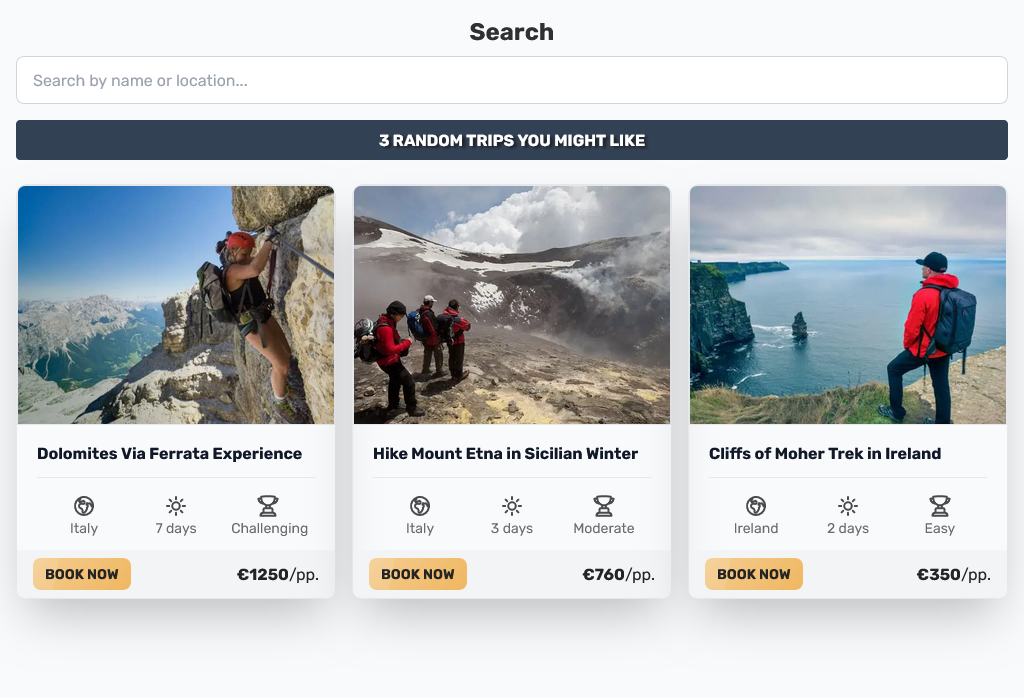 Search
Search by name or location...
3 RANDOM TRIPS YOU MIGHT LIKE
Dolomites Via Ferrata Experience
Italy
7 days
Challenging
BOOK NOW
€1250/pp.
Hike Mount Etna in Sicilian Winter
Italy
3 days
Moderate
BOOK NOW
€760/pp.
Cliffs of Moher Trek in Ireland
Ireland
2 days
Easy
BOOK NOW
€350/pp.